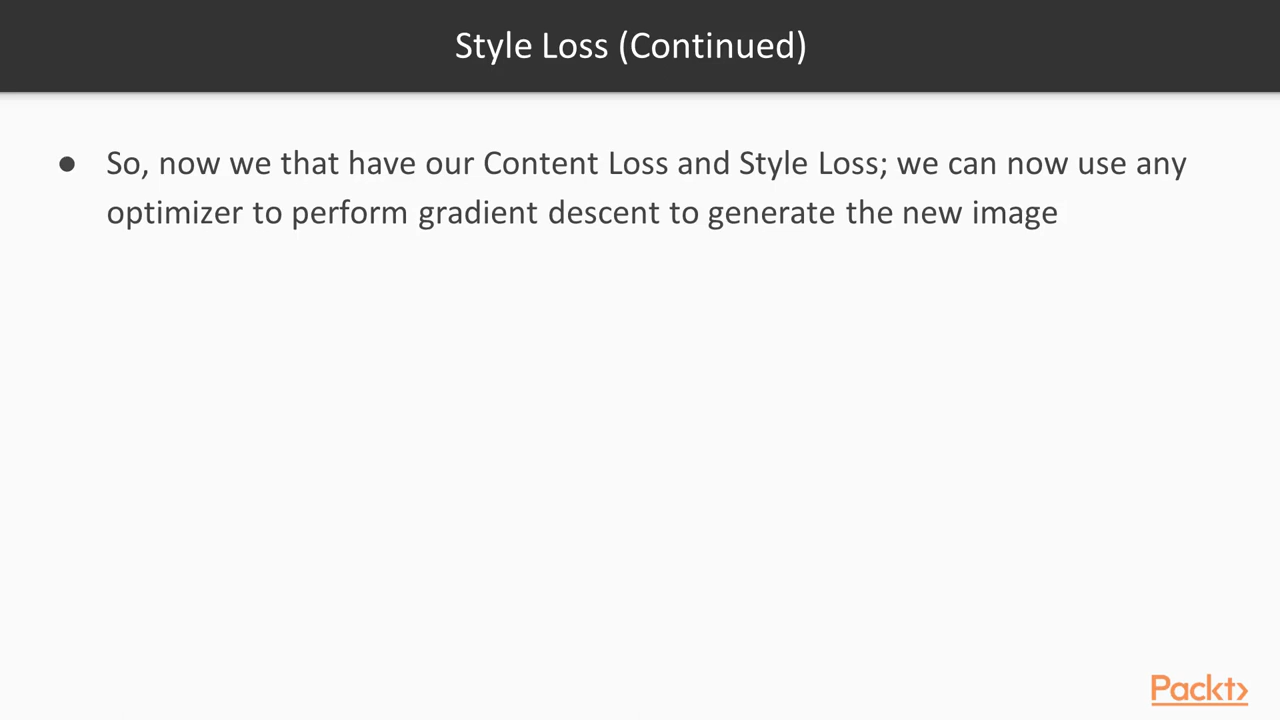 Style Loss (Continued)
● So, now we that have our Content Loss and Style Loss; we can now use any
optimizer to perform gradient descent to generate the new image
Packt>